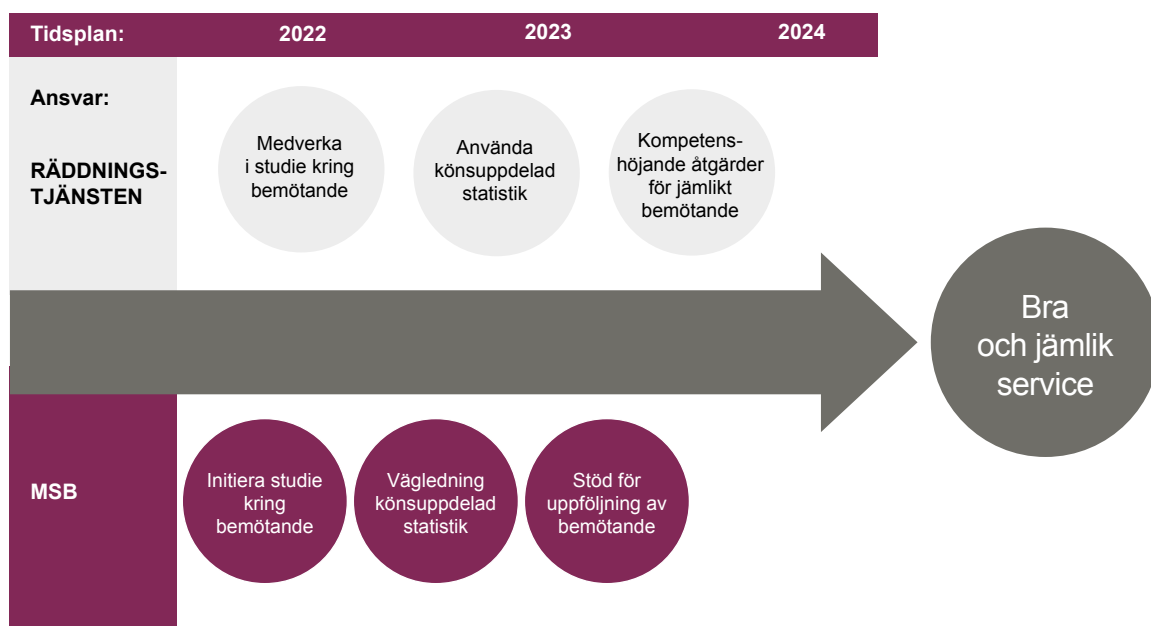 Tidsplan: 2022 2023 2024
Ansvar:
RÄDDNINGS-
TJÄNSTEN
Medverka
i studie kring
bemötande
Använda
könsuppdelad
statistik
Kompetens-
höjande åtgärder
för jämlikt
bemötande
Bra
och jämlik
service
MSB
Initiera studie
kring
bemötande
Vägledning
könsuppdelad
statistik
Stöd för
uppföljning av
bemötande